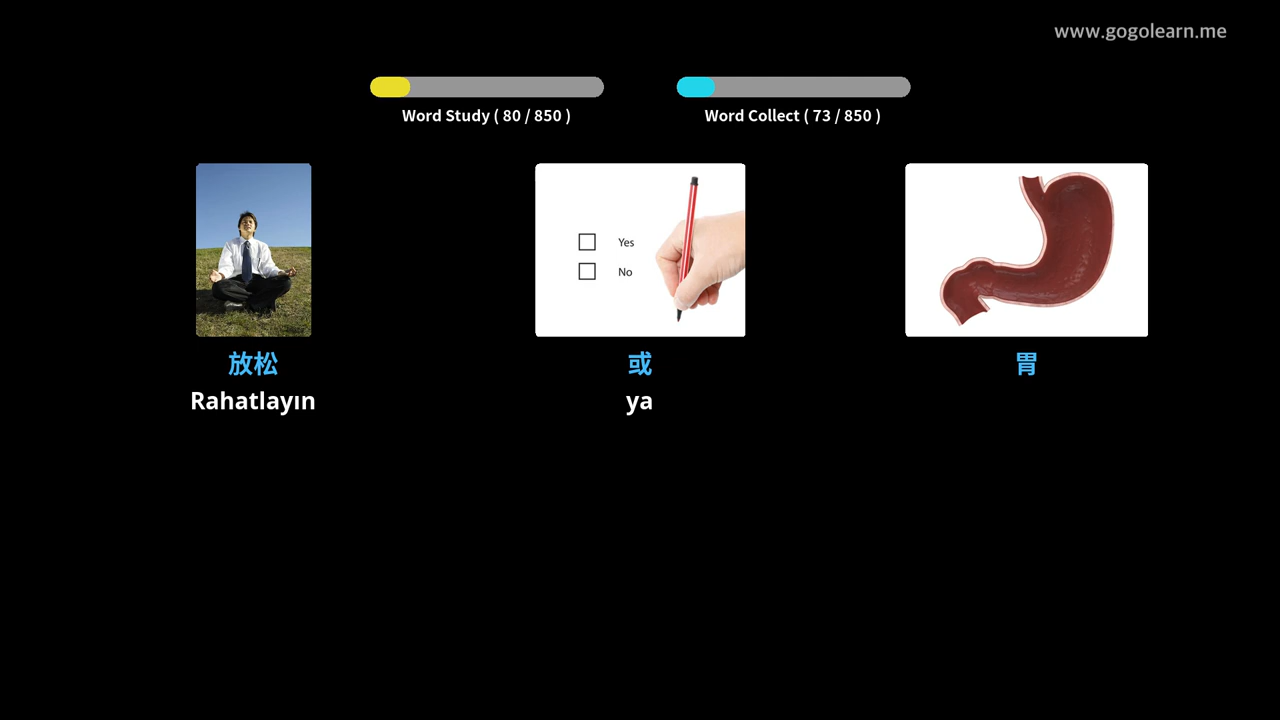 www.gogolearn.me
Word Study ( 80 / 850 )
Word Collect ( 73 / 850 )
Yes
No
放松
或
胃
Rahatlayın
ya